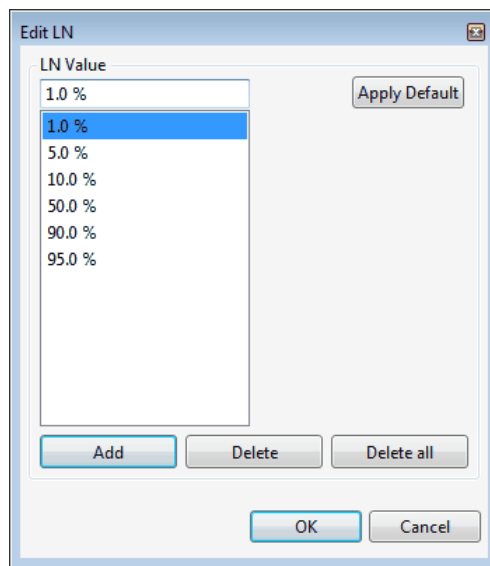 Edit LN
LN Value
1.0 %
Apply Default
1.0 %
5.0 %
10.0 %
50.0 %
90.0 %
95.0 %
Add
Delete
Delete all
OK
Cancel